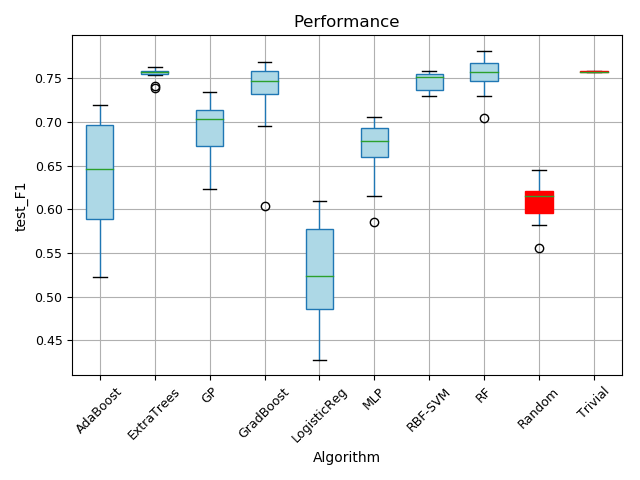 Performance
test_F1
0.75
0.70
0.65
0.60
0.55
0.50
0.45
AdaBoost
ExtraTrees
GP
GradBoost
LogisticReg
MLP
RBF-SVM
RF
Random
Trivial
Algorithm